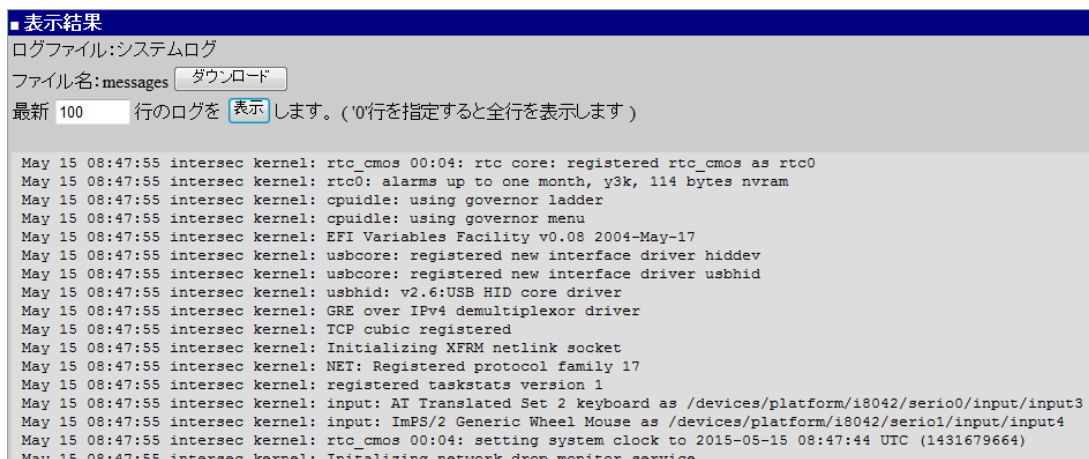 ■表示結果
ログファイル:システムログ
ファイル名:messages ダウンロード
最新 100 行のログを 表示 します。('0'行を指定すると全行を表示します)
May 15 08:47:55 intersec kernel: rtc_cmos 00:04: rtc core: registered rtc_cmos as rtc0
May 15 08:47:55 intersec kernel: rtc0: alarms up to one month, y3k, 114 bytes nvram
May 15 08:47:55 intersec kernel: cpuidle: using governor ladder
May 15 08:47:55 intersec kernel: cpuidle: using governor menu
May 15 08:47:55 intersec kernel: EFI Variables Facility v0.08 2004-May-17
May 15 08:47:55 intersec kernel: usbcore: registered new interface driver hiddev
May 15 08:47:55 intersec kernel: usbcore: registered new interface driver usbhid
May 15 08:47:55 intersec kernel: usbhid: v2.6:USB HID core driver
May 15 08:47:55 intersec kernel: GRE over IPv4 demultiplexor driver
May 15 08:47:55 intersec kernel: TCP cubic registered
May 15 08:47:55 intersec kernel: Initializing XFRM netlink socket
May 15 08:47:55 intersec kernel: NET: Registered protocol family 17
May 15 08:47:55 intersec kernel: registered taskstats version 1
May 15 08:47:55 intersec kernel: input: AT Translated Set 2 keyboard as /devices/platform/i8042/serio0/input/input3
May 15 08:47:55 intersec kernel: input: ImPS/2 Generic Wheel Mouse as /devices/platform/i8042/serio1/input/input4
May 15 08:47:55 intersec kernel: rtc_cmos 00:04: setting system clock to 2015-05-15 08:47:44 UTC (1431679664)
May 15 08:47:55 intersec kernel: Initalizing network drop monitor service